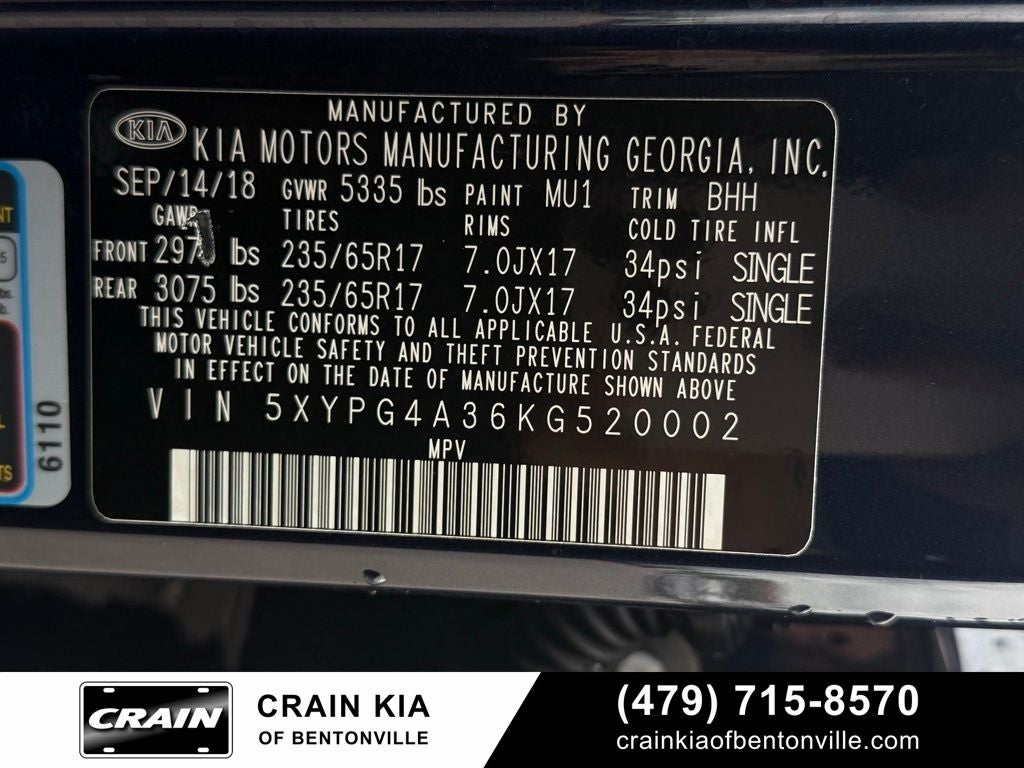 MANUFACTURED BY
KIA
KIA MOTORS MANUFACTURING GEORGIA, INC.
SEP/14/18 GVWR 5335 lbs PAINT MU1 TRIM BHH
GAWR TIRES RIMS COLD TIRE INFL
FRONT lbs 235/65R17 7.0JX17 34psi SINGLE
REAR 3075 lbs 235/65R17 7.0JX17 34psi SINGLE
THIS VEHICLE CONFORMS TO ALL APPLICABLE U.S.A. FEDERAL
MOTOR VEHICLE SAFETY AND THEFT PREVENTION STANDARDS
IN EFFECT ON THE DATE OF MANUFACTURE SHOWN ABOVE
VIN 5XYPG4A36KG520002
MPV
6110
CRAIN
CRAIN KIA
OF BENTONVILLE
(479) 715-8570
crainkiaofbentonville.com